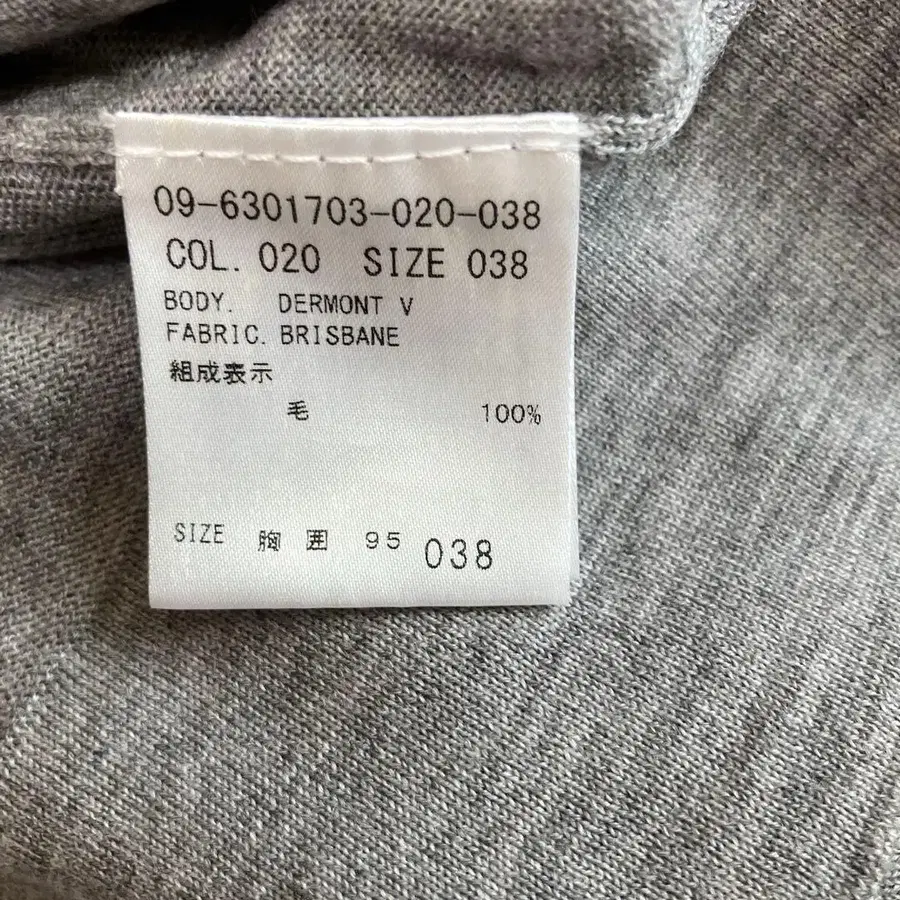 09-6301703-020-038
COL. 020 SIZE 038
BODY. DERMONT V
FABRIC. BRISBANE
組成表示
毛 100%
SIZE 胸囲 95 038